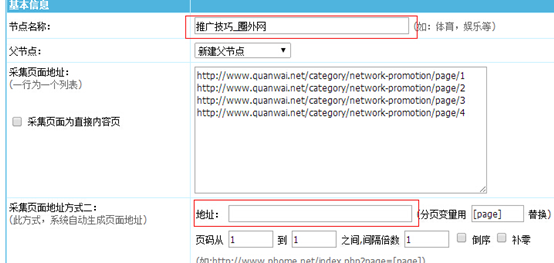 基本信息
节点名称： 推广技巧_圈外网 (如：体育，娱乐等)
父节点： 新建父节点
采集页面地址：
(一行为一个列表)
http://www.quanwai.net/category/network-promotion/page/1
http://www.quanwai.net/category/network-promotion/page/2
http://www.quanwai.net/category/network-promotion/page/3
http://www.quanwai.net/category/network-promotion/page/4
采集页面为直接内容页
采集页面地址方式二：
(此方式，系统自动生成页面地址)
地址： (分页变量用 [page] 替换)
页码从 1 到 1 之间,间隔倍数 1 倒序 补零
(如:http://www.phome.net/index.php?page=[page])